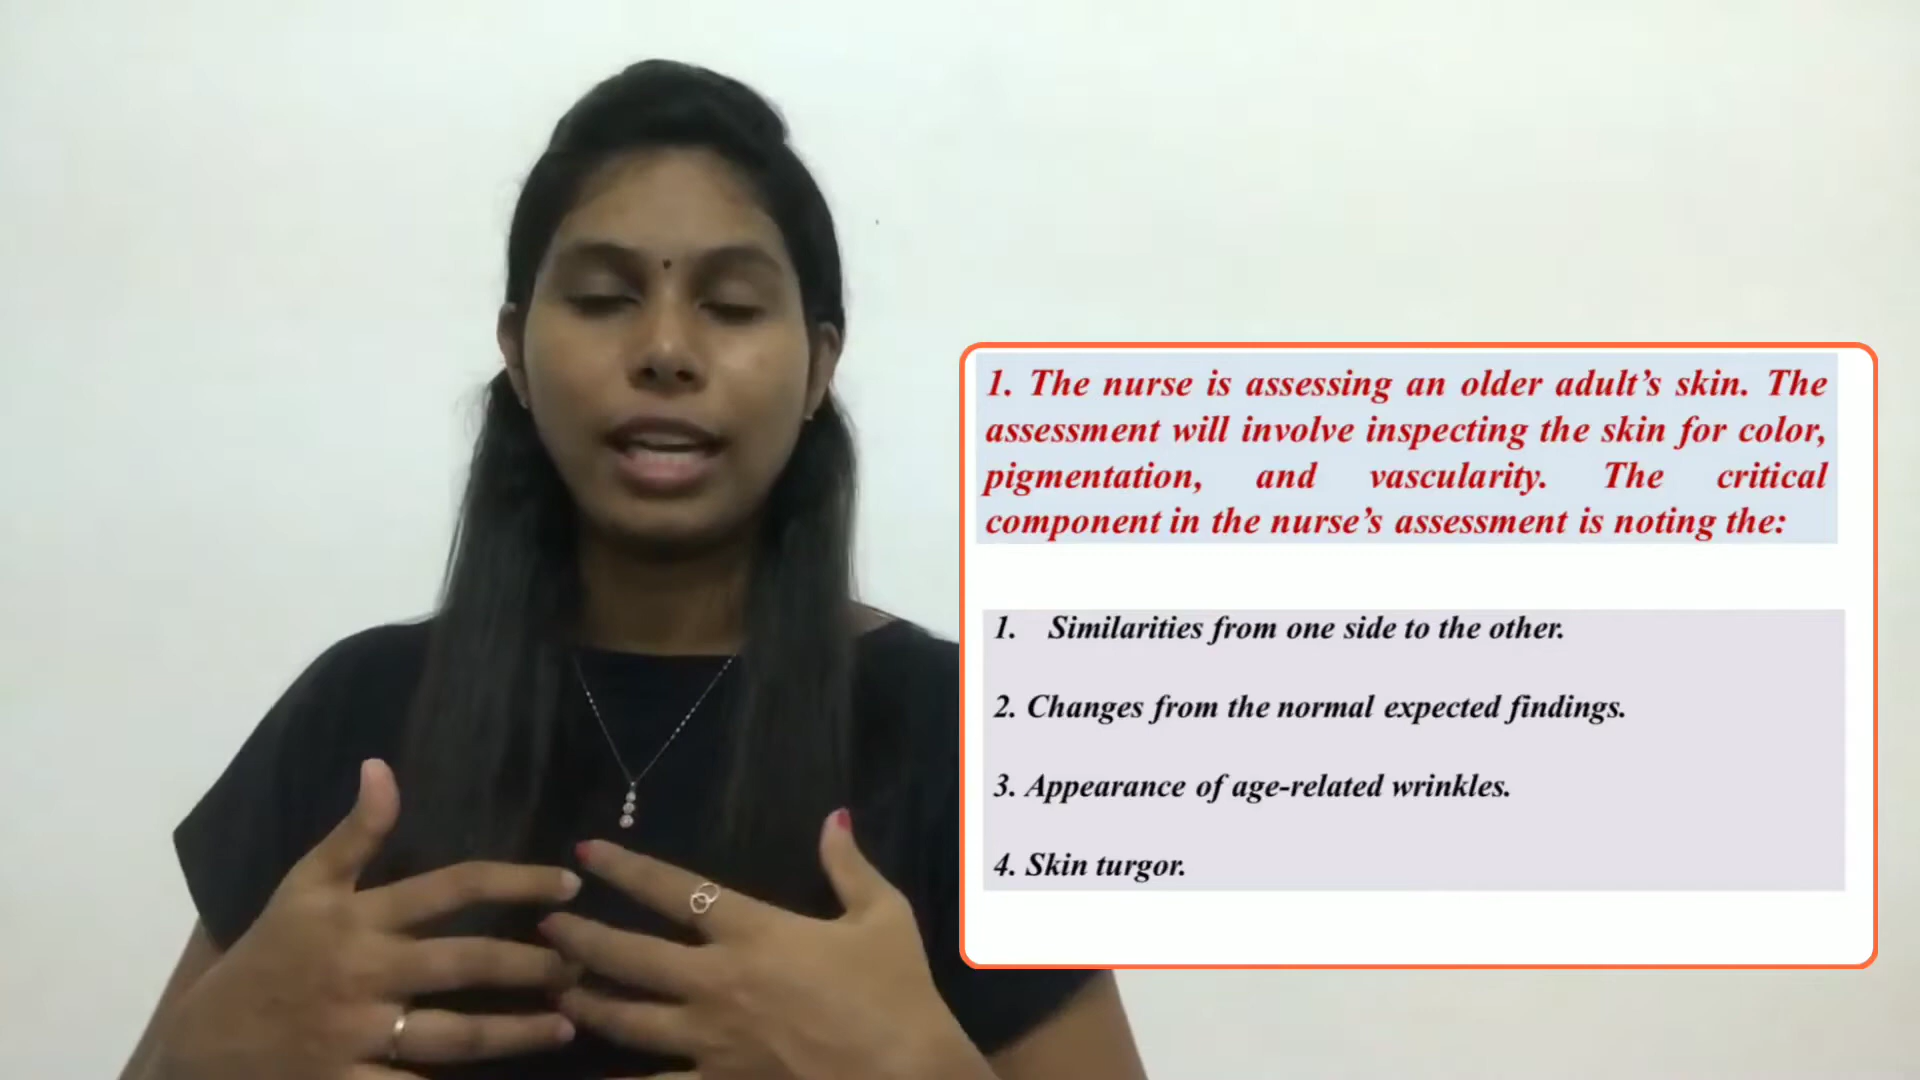 1. The nurse is assessing an older adult’s skin. The
assessment will involve inspecting the skin for color,
pigmentation, and vascularity. The critical
component in the nurse’s assessment is noting the:
1. Similarities from one side to the other.
2. Changes from the normal expected findings.
3. Appearance of age-related wrinkles.
4. Skin turgor.